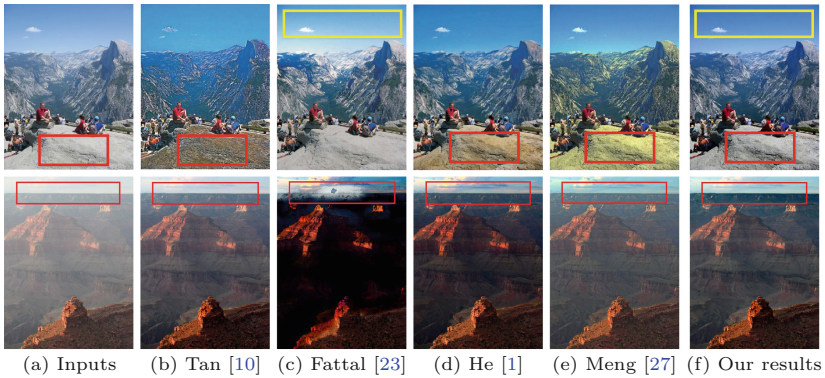 (a) Inputs (b) Tan [10] (c) Fattal [23] (d) He [1] (e) Meng [27] (f) Our results